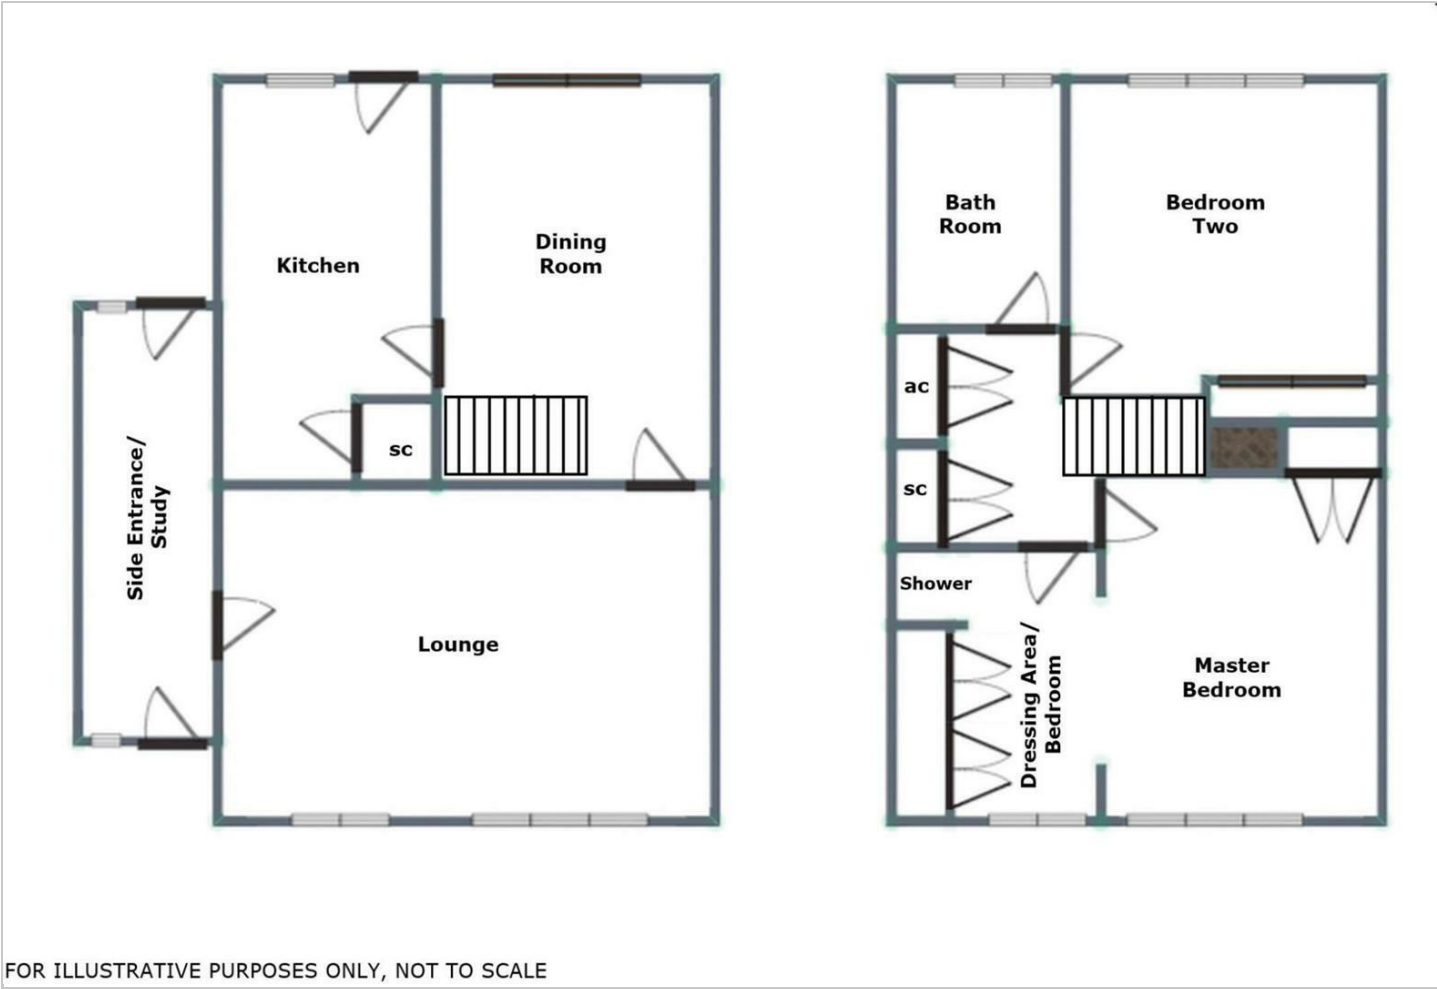 Kitchen
Dining
Room
sc
Side Entrance/
Study
Lounge
Bath
Room
Bedroom
Two
ac
sc
Shower
Dressing Area/
Bedroom
Master
Bedroom
FOR ILLUSTRATIVE PURPOSES ONLY, NOT TO SCALE